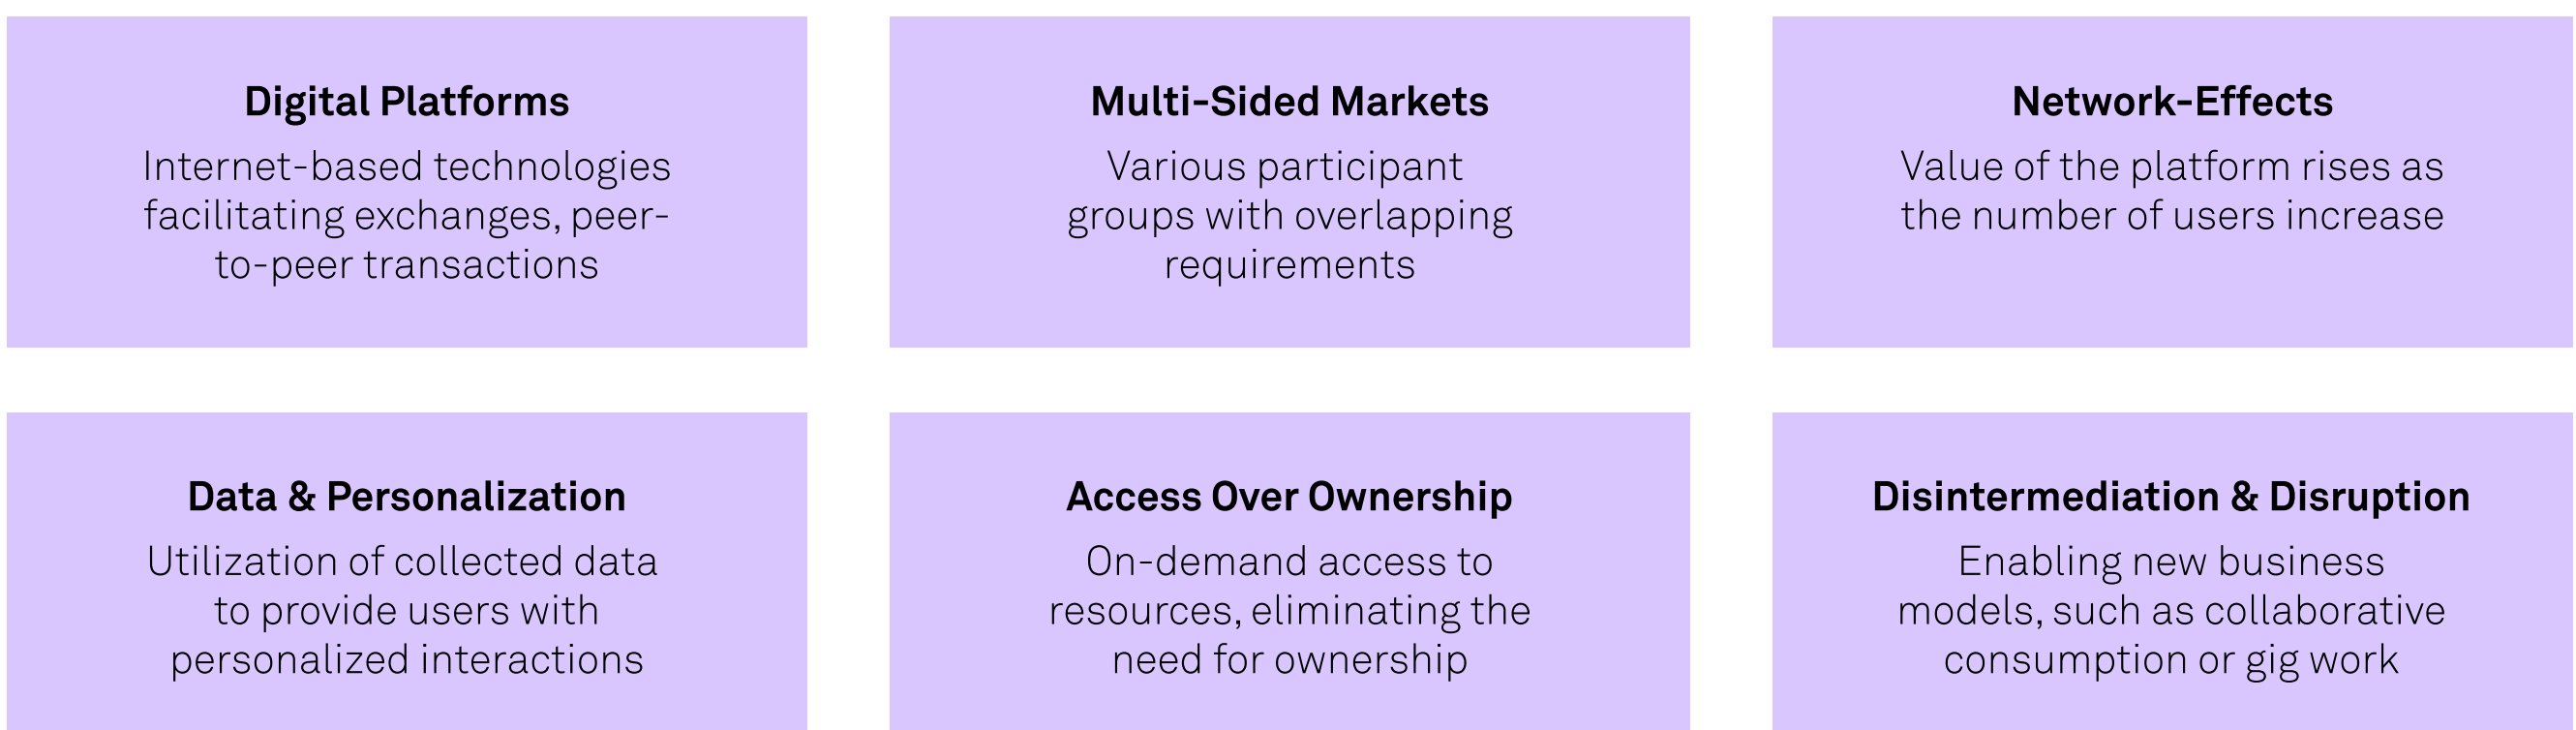 Digital Platforms
Internet-based technologies
facilitating exchanges, peer-
to-peer transactions
Multi-Sided Markets
Various participant
groups with overlapping
requirements
Network-Effects
Value of the platform rises as
the number of users increase
Data & Personalization
Utilization of collected data
to provide users with
personalized interactions
Access Over Ownership
On-demand access to
resources, eliminating the
need for ownership
Disintermediation & Disruption
Enabling new business
models, such as collaborative
consumption or gig work